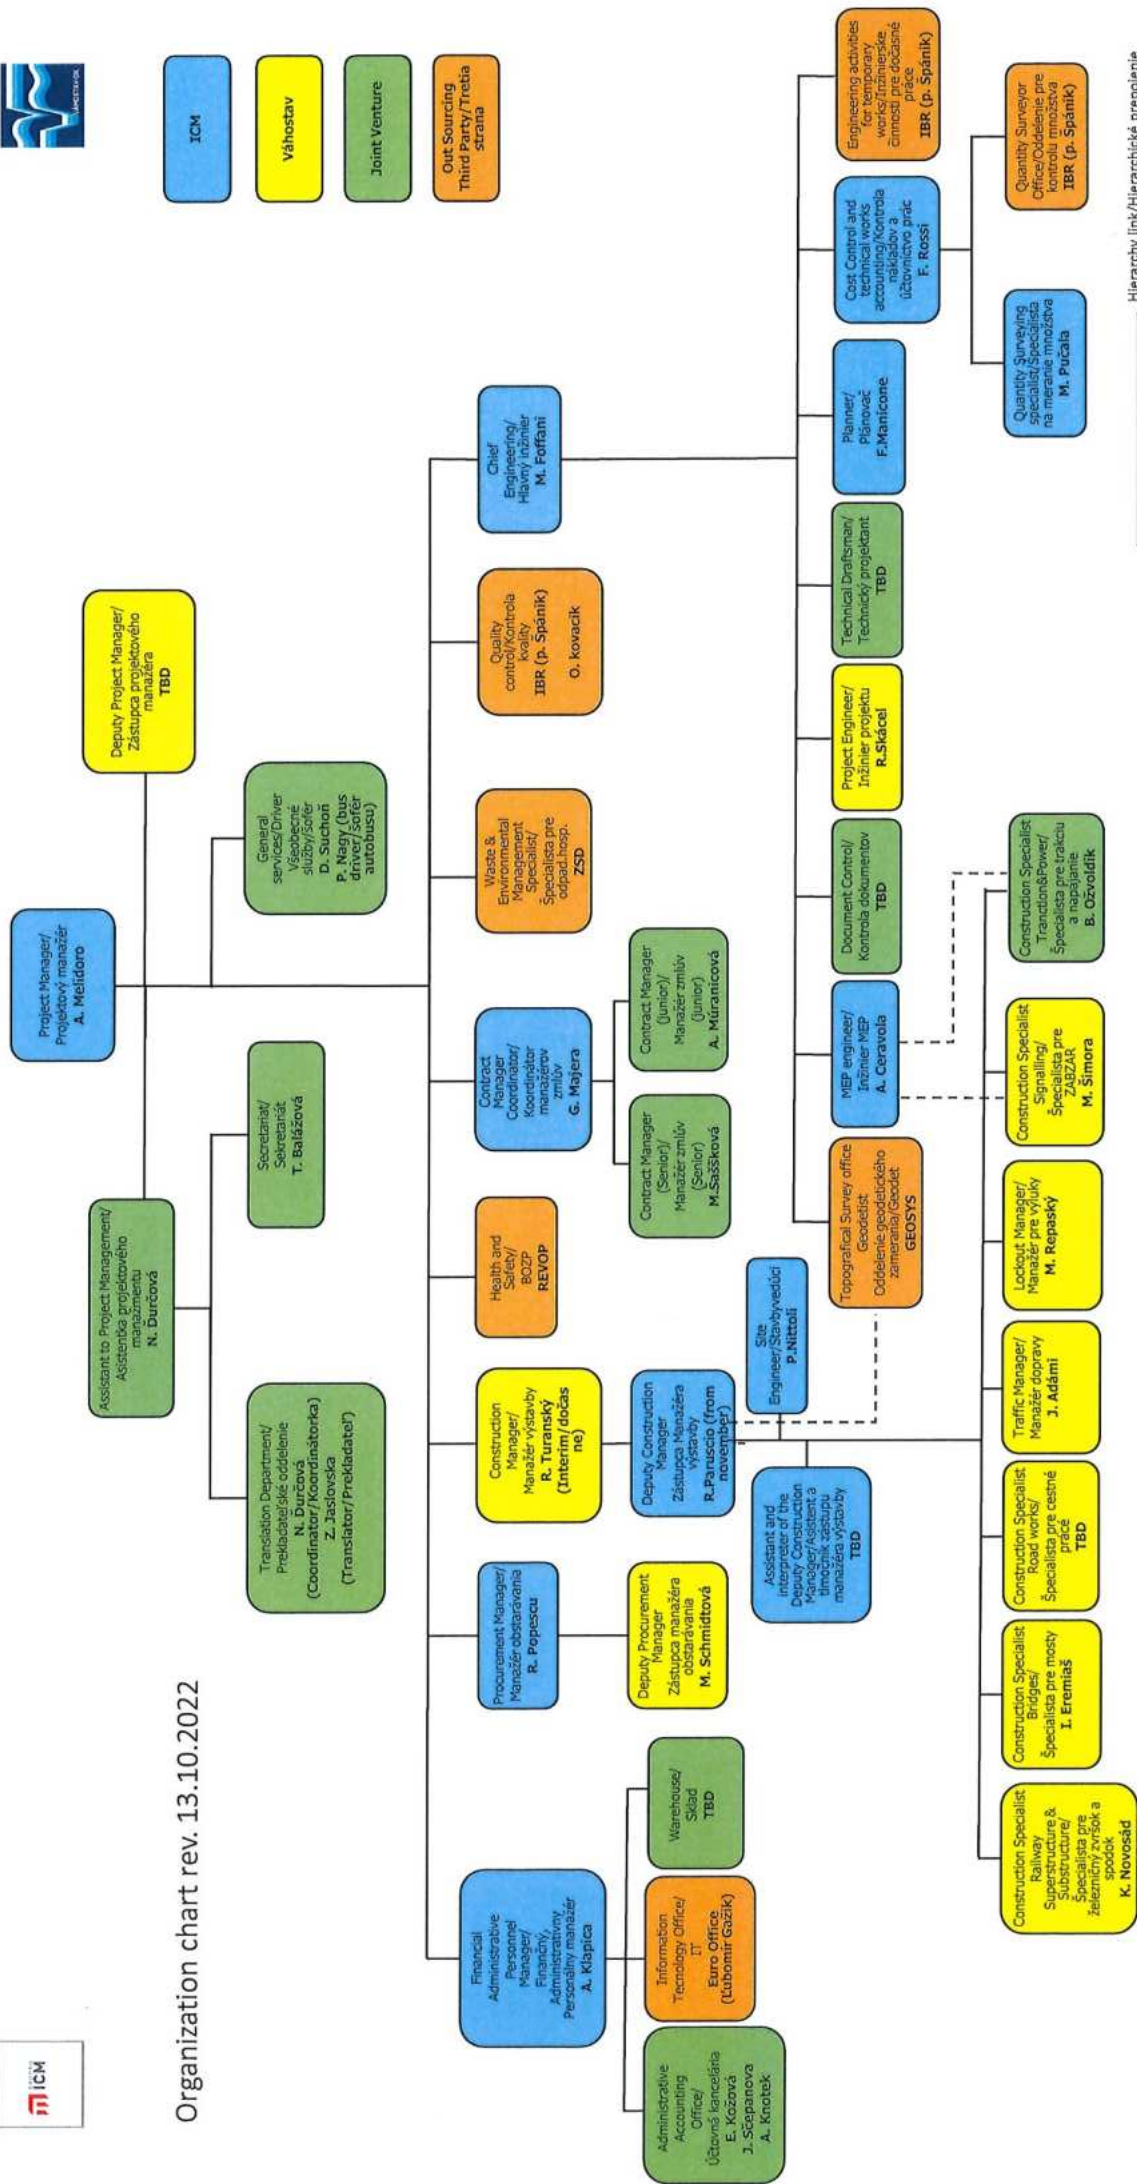 ICM
VÁHOSTAV-SK
Organization chart rev. 13.10.2022
ICM
Váhostav
Joint Venture
Out Sourcing
Third Party/Tretia
strana
Project Manager/
Projektový manažér
A. Melidoro
Deputy Project Manager/
Zástupca projektového
manažéra
TBD
Assistant to Project Management/
Asistentka projektového
manažmentu
N. Ďurčová
Translation Department/
Prekladateľské oddelenie
N. Ďurčová
(Coordinator/Koordinátorka)
Z. Jaslovska
(Translator/Prekladateľ)
Secretariat/
Sekretariát
T. Balážová
General
services/Driver
Všeobecné
služby/šofér
D. Suchoň
P. Nagy (bus
driver/šofér
autobusu)
Financial
Administrative
Personnel
Manager/
Finančný,
Administratívny,
Personálny manažér
A. Klapica
Procurement Manager/
Manažér obstarávania
R. Popescu
Construction
Manager/
Manažér výstavby
R. Turanský
(Interim/dočas
ne)
Health and
Safety/
BOZP
REVOP
Contract
Manager
Coordinator/
Koordinátor
manažérov
zmlúv
G. Majera
Waste &
Environmental
Management
Specialist/
Špecialista pre
odpad.hosp.
ZSD
Quality
control/Kontrola
kvality
IBR (p. Špánik)
O. kovacik
Chief
Engineering/
Hlavný inžinier
M. Foffani
Administrative
Accounting
Office/
Účtovná kancelária
E. Kožová
J. Sčepanova
A. Knotek
Information
Tecnology Office/
IT
Euro Office
(Ľubomír Gažík)
Warehouse/
Sklad
TBD
Deputy Procurement
Manager
Zástupca manažéra
obstarávania
M. Schmidtová
Deputy Construction
Manager
Zástupca Manažéra
výstavby
R.Paruscio (from
november)
Contract Manager
(Senior)/
Manažér zmlúv
(Senior)
M.Saššková
Contract Manager
(junior)/
Manažér zmlúv
(junior)
A. Múranicová
Assistant and
interpreter of the
Deputy Construction
Manager/Asistent a
tlmočník zástupu
manažéra výstavby
TBD
Site
Engineer/Stavbyvedúci
P.Nittoli
Topografical Survey office
Geodetist
Oddelenie geodetického
zamerania/Geodet
GEOSYS
MEP engineer/
Inžinier MEP
A. Ceravola
Document Control/
Kontrola dokumentov
TBD
Project Engineer/
Inžinier projektu
R.Skácel
Technical Draftsman/
Technický projektant
TBD
Planner/
Plánovač
F.Manicone
Cost Control and
technical works
accounting/Kontrola
nákladov a
účtovníctvo prác
F. Rossi
Engineering activities
for temporary
works/Inžinierske
činnosti pre dočasné
práce
IBR (p. Špánik)
Quantity Surveying
specialist/Špecialista
na meranie množstva
M. Pučala
Quantity Surveyor
Office/Oddelenie pre
kontrolu množstva
IBR (p. Špánik)
Construction Specialist
Railway
Superstructure &
Substructure/
Špecialista pre
železničný zvršok a
spodok
K. Novosád
Construction Specialist
Bridges/
Špecialista pre mosty
I. Eremiaš
Construction Specialist
Road works/
Špecialista pre cestné
práce
TBD
Traffic Manager/
Manažér dopravy
J. Adámi
Lockout Manager/
Manažér pre výluky
M. Repaský
Construction Specialist
Signalling/
Špecialista pre
ZABZAR
M. Šimora
Construction Specialist
Tranction&Power/
Špecialista pre trakciu
a napájanie
B. Ožvoldík
Hierarchy link/Hierarchické prepojenie